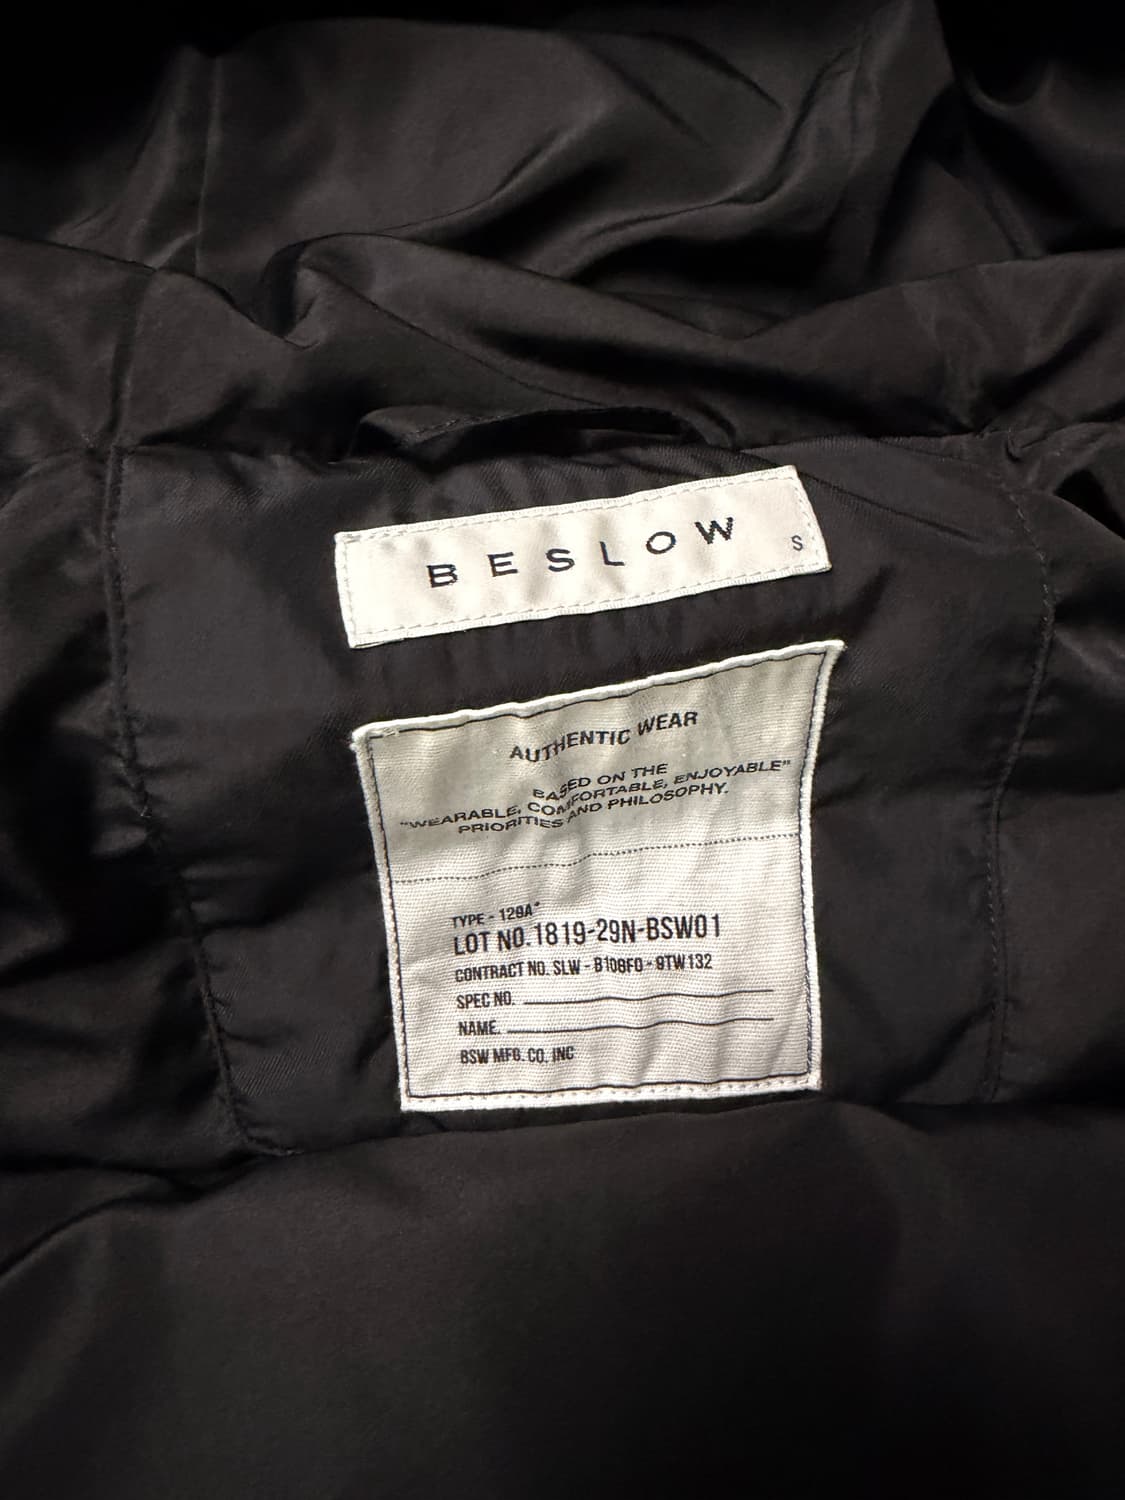 BESLOW
S
AUTHENTIC WEAR
BASED ON THE
"WEARABLE, COMFORTABLE, ENJOYABLE"
PRIORITIES AND PHILOSOPHY.
TYPE - 129A"
LOT NO.1819-29N-BSW01
CONTRACT NO. SLW - B108F0 - 9TW132
SPEC NO.
NAME.
BSW MFG. CO. INC